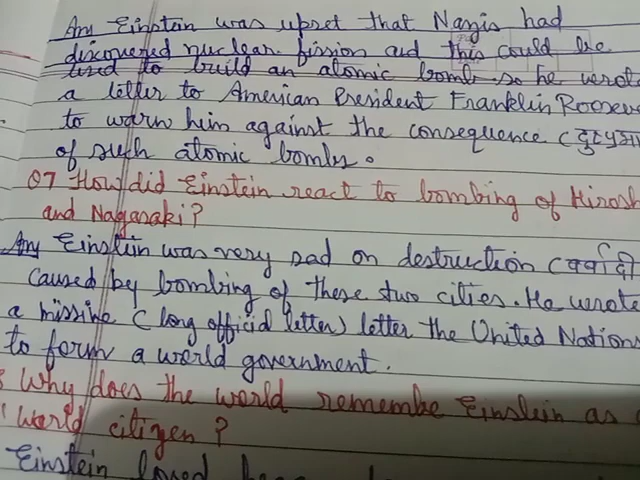 Ans Einstein was upset that Nazis had
discovered nuclear fission and this could be
used to build an atomic bomb so he wrote
a letter to American President Franklin Roosev
to warn him against the consequence (
of such atomic bombs.
Q7 How did Einstein react to bombing of Hirosh
and Nagasaki?
Ans Einstein was very sad on destruction (बर्बादी
caused by bombing of these two cities. He wrote
a missine (long officid letter) letter the United Nations
to form a world government.
Why does the world remembe Einstein as a
World citizen?
Einstein loved